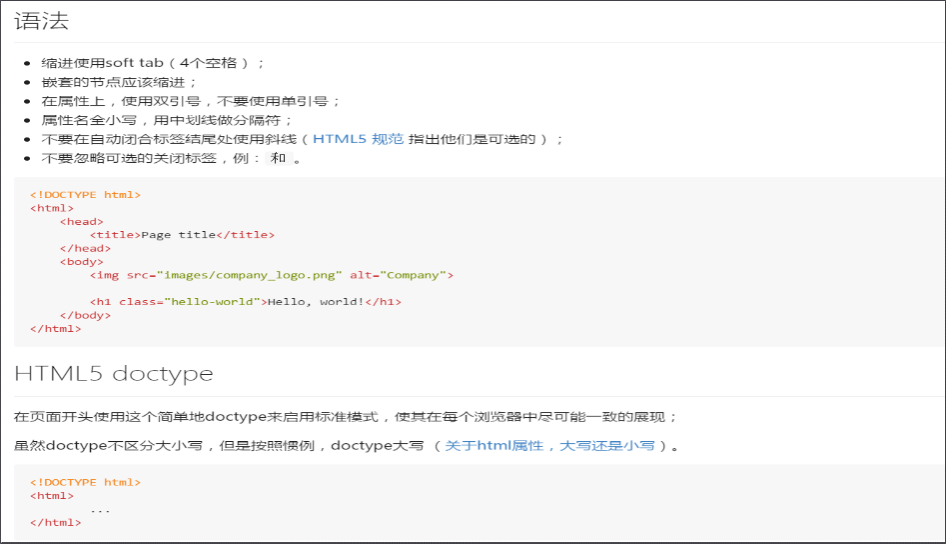 语法
缩进使用soft tab（4个空格）；
嵌套的节点应该缩进；
在属性上，使用双引号，不要使用单引号；
属性名全小写，用中划线做分隔符；
不要在自动闭合标签结尾处使用斜线（HTML5 规范 指出他们是可选的）；
不要忽略可选的关闭标签，例： 和 。
<!DOCTYPE html>
<html>
    <head>
        <title>Page title</title>
    </head>
    <body>
        <img src="images/company_logo.png" alt="Company">
        <h1 class="hello-world">Hello, world!</h1>
    </body>
</html>
HTML5 doctype
在页面开头使用这个简单地doctype来启用标准模式，使其在每个浏览器中尽可能一致的展现；
虽然doctype不区分大小写，但是按照惯例，doctype大写 （关于html属性，大写还是小写）。
<!DOCTYPE html>
<html>
        ...
</html>